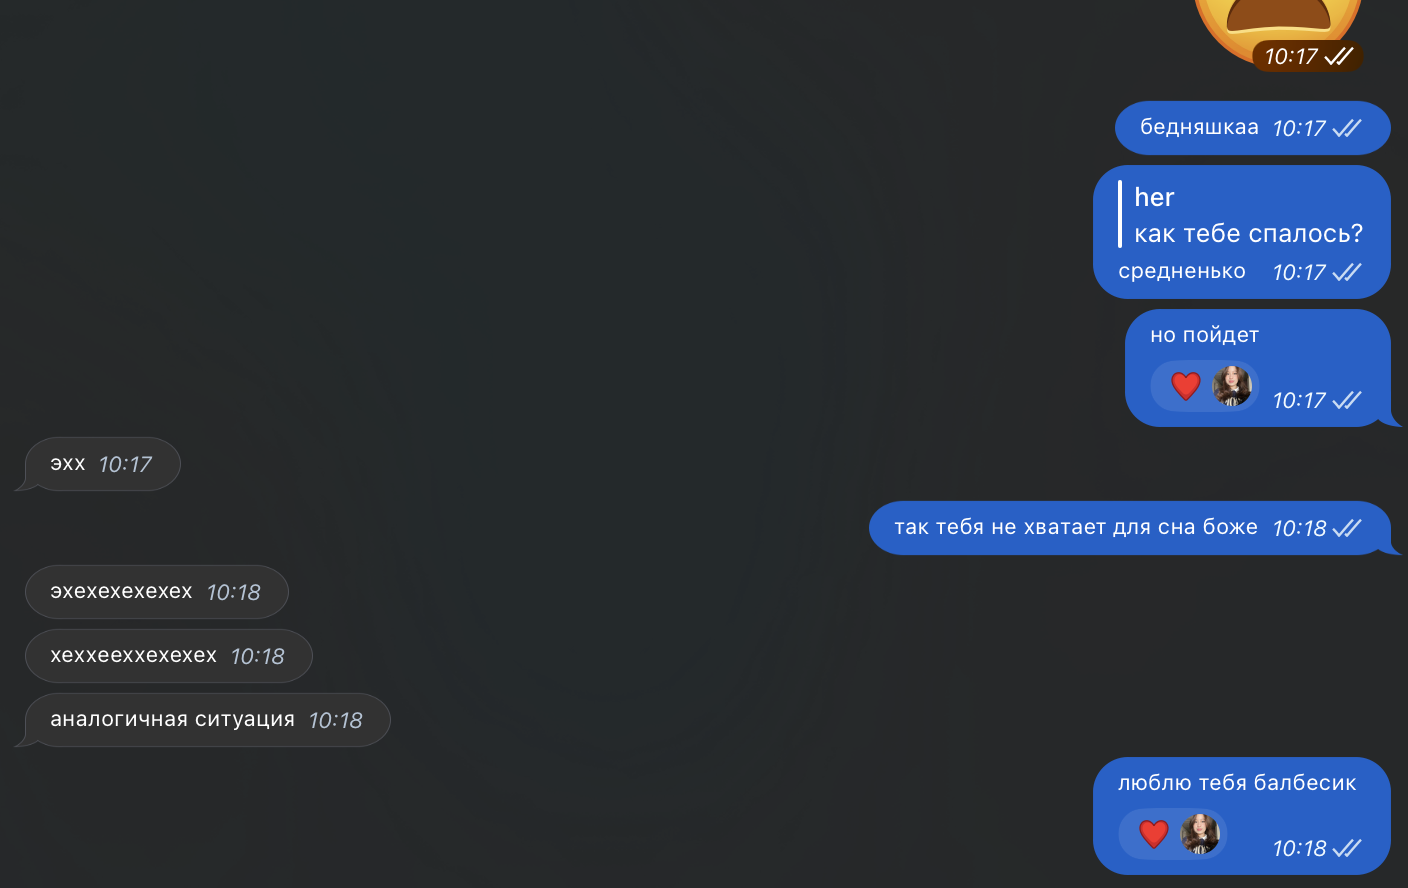 10:17
бедняшкаа 10:17
her
как тебе спалось?
средненько 10:17
но пойдет
10:17
эхх 10:17
так тебя не хватает для сна боже 10:18
эхехехехехех 10:18
хеххееххехехех 10:18
аналогичная ситуация 10:18
люблю тебя балбесик
10:18